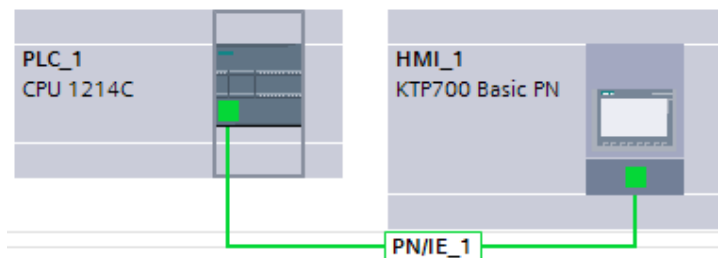 PLC_1
CPU 1214C
HMI_1
KTP700 Basic PN
PN/IE_1